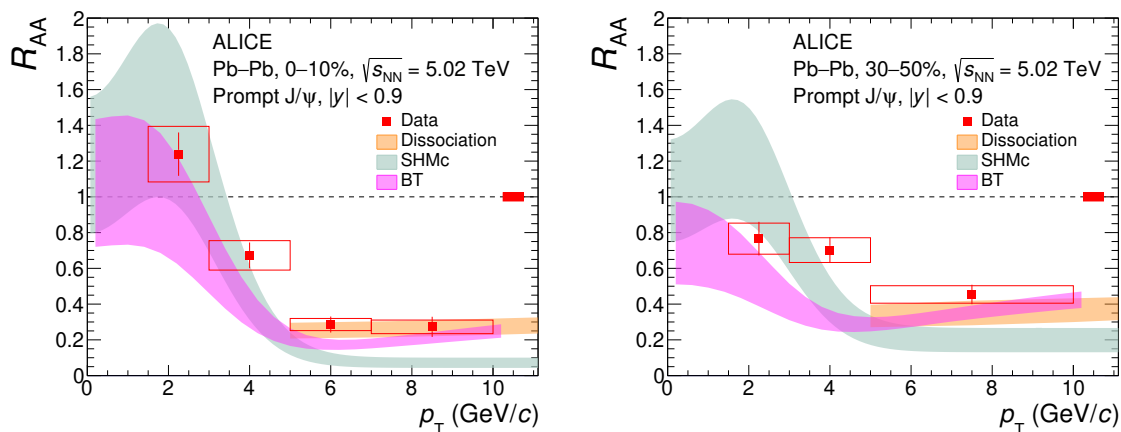 R_AA
2
1.8
1.6
1.4
1.2
1
0.8
0.6
0.4
0.2
0
ALICE
Pb–Pb, 0–10%, √s_NN = 5.02 TeV
Prompt J/ψ, |y| < 0.9
Data
Dissociation
SHMc
BT
0 2 4 6 8 10
p_T (GeV/c)
R_AA
2
1.8
1.6
1.4
1.2
1
0.8
0.6
0.4
0.2
0
ALICE
Pb–Pb, 30–50%, √s_NN = 5.02 TeV
Prompt J/ψ, |y| < 0.9
Data
Dissociation
SHMc
BT
0 2 4 6 8 10
p_T (GeV/c)